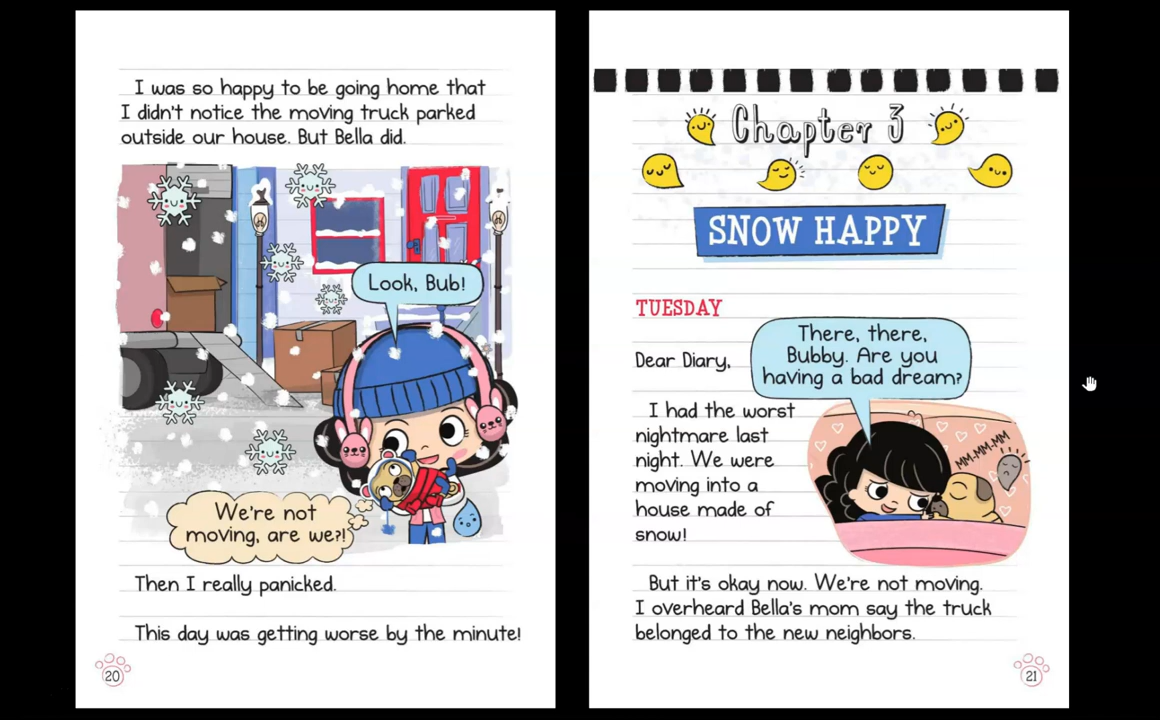 I was so happy to be going home that
I didn't notice the moving truck parked
outside our house. But Bella did.
Look, Bub!
We're not
moving, are we?!
Then I really panicked.
This day was getting worse by the minute!
20
Chapter 3
SNOW HAPPY
TUESDAY
There, there,
Bubby. Are you
having a bad dream?
Dear Diary,
I had the worst
nightmare last
night. We were
moving into a
house made of
snow!
MM-MM-MM
But it's okay now. We're not moving.
I overheard Bella's mom say the truck
belonged to the new neighbors.
21